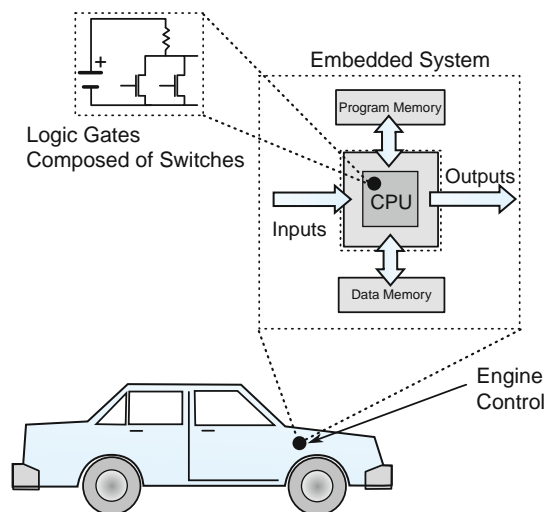 +
Embedded System
Program Memory
Logic Gates
Composed of Switches
CPU
Outputs
Inputs
Data Memory
Engine
Control